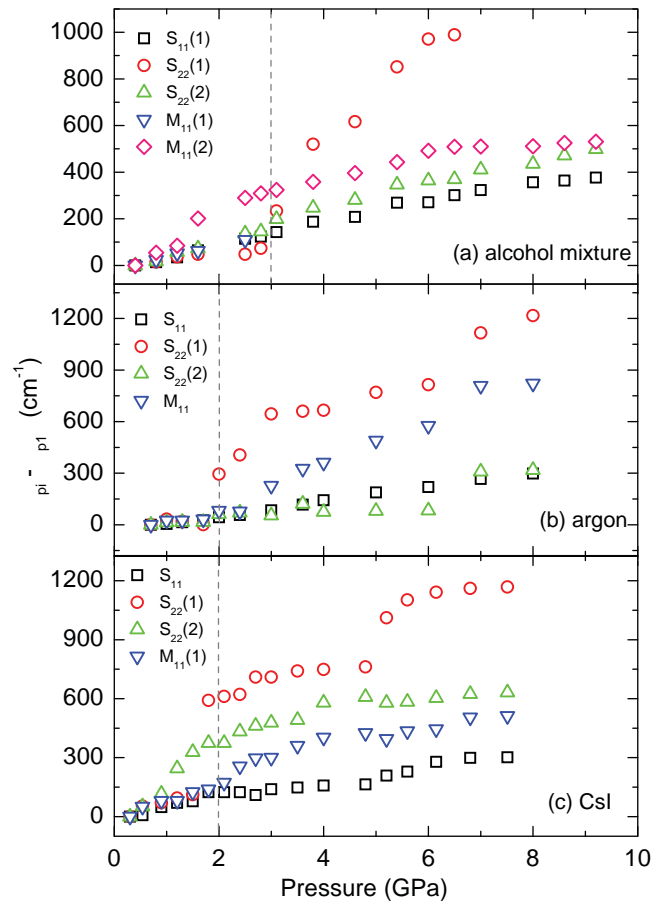 1000
800
600
400
200
0
S₁₁(1)
S₂₂(1)
S₂₂(2)
M₁₁(1)
M₁₁(2)
(a) alcohol mixture
1200
900
600
300
0
S₁₁
S₂₂(1)
S₂₂(2)
M₁₁
(b) argon
pi - p1 (cm⁻¹)
1200
900
600
300
0
S₁₁
S₂₂(1)
S₂₂(2)
M₁₁(1)
(c) CsI
0 2 4 6 8 10
Pressure (GPa)